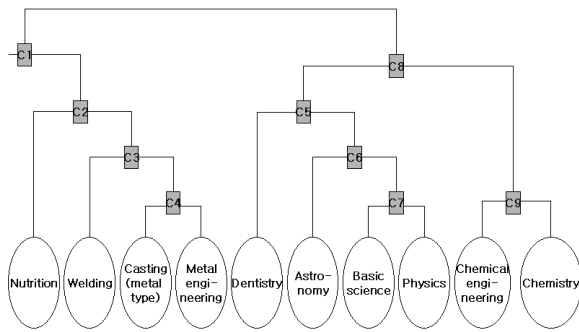 C1
C8
C2
C5
C3
C6
C4
C7
C9
Nutrition
Welding
Casting
(metal
type)
Metal
engi-
neering
Dentistry
Astro-
nomy
Basic
science
Physics
Chemical
engi-
neering
Chemistry